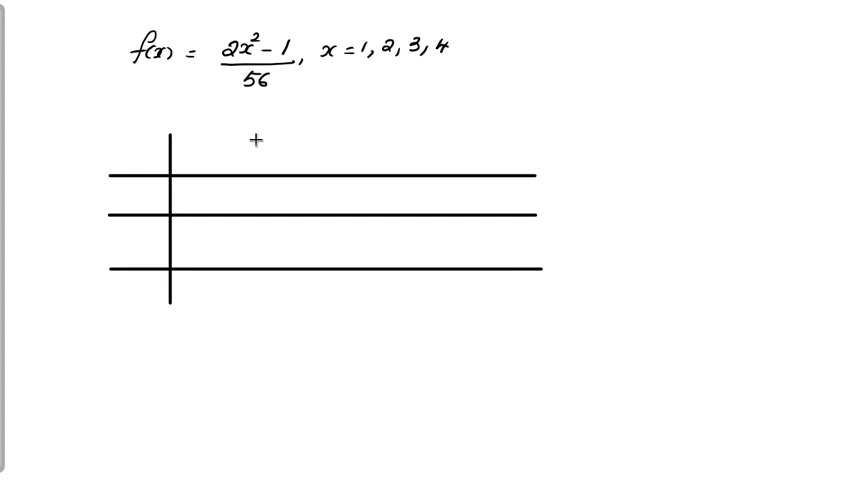 f(x) = 2x² - 1 / 56, x = 1, 2, 3, 4